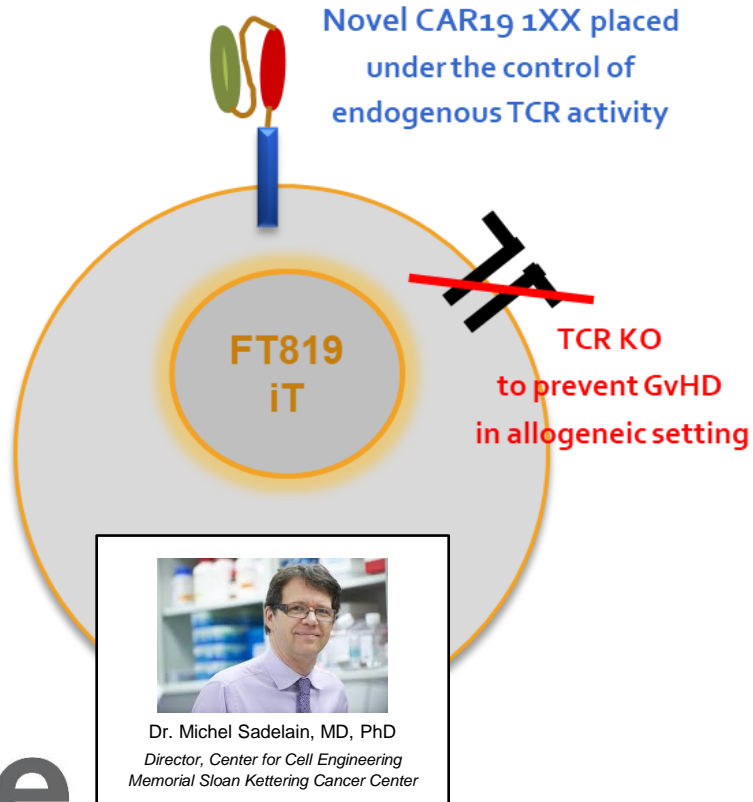 Novel CAR19 1XX placed
under the control of
endogenous TCR activity
FT819
iT
TCR KO
to prevent GvHD
in allogeneic setting
Dr. Michel Sadelain, MD, PhD
Director, Center for Cell Engineering
Memorial Sloan Kettering Cancer Center
e